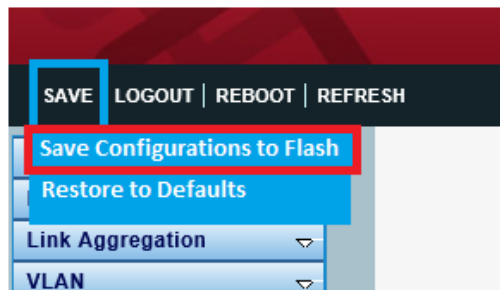 SAVE LOGOUT | REBOOT | REFRESH
Save Configurations to Flash
Restore to Defaults
Link Aggregation
VLAN